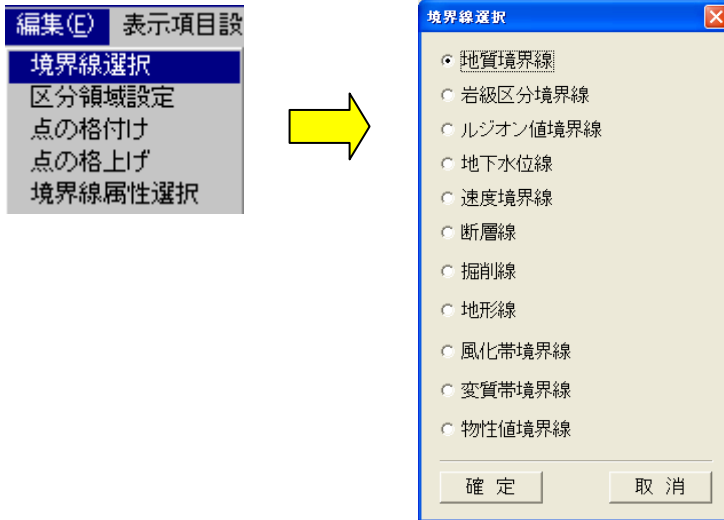 編集(E) 表示項目設
境界線選択
区分領域設定
点の格付け
点の格上げ
境界線属性選択
境界線選択
地質境界線
岩級区分境界線
ルジオン値境界線
地下水位線
速度境界線
断層線
掘削線
地形線
風化帯境界線
変質帯境界線
物性値境界線
確 定 取 消